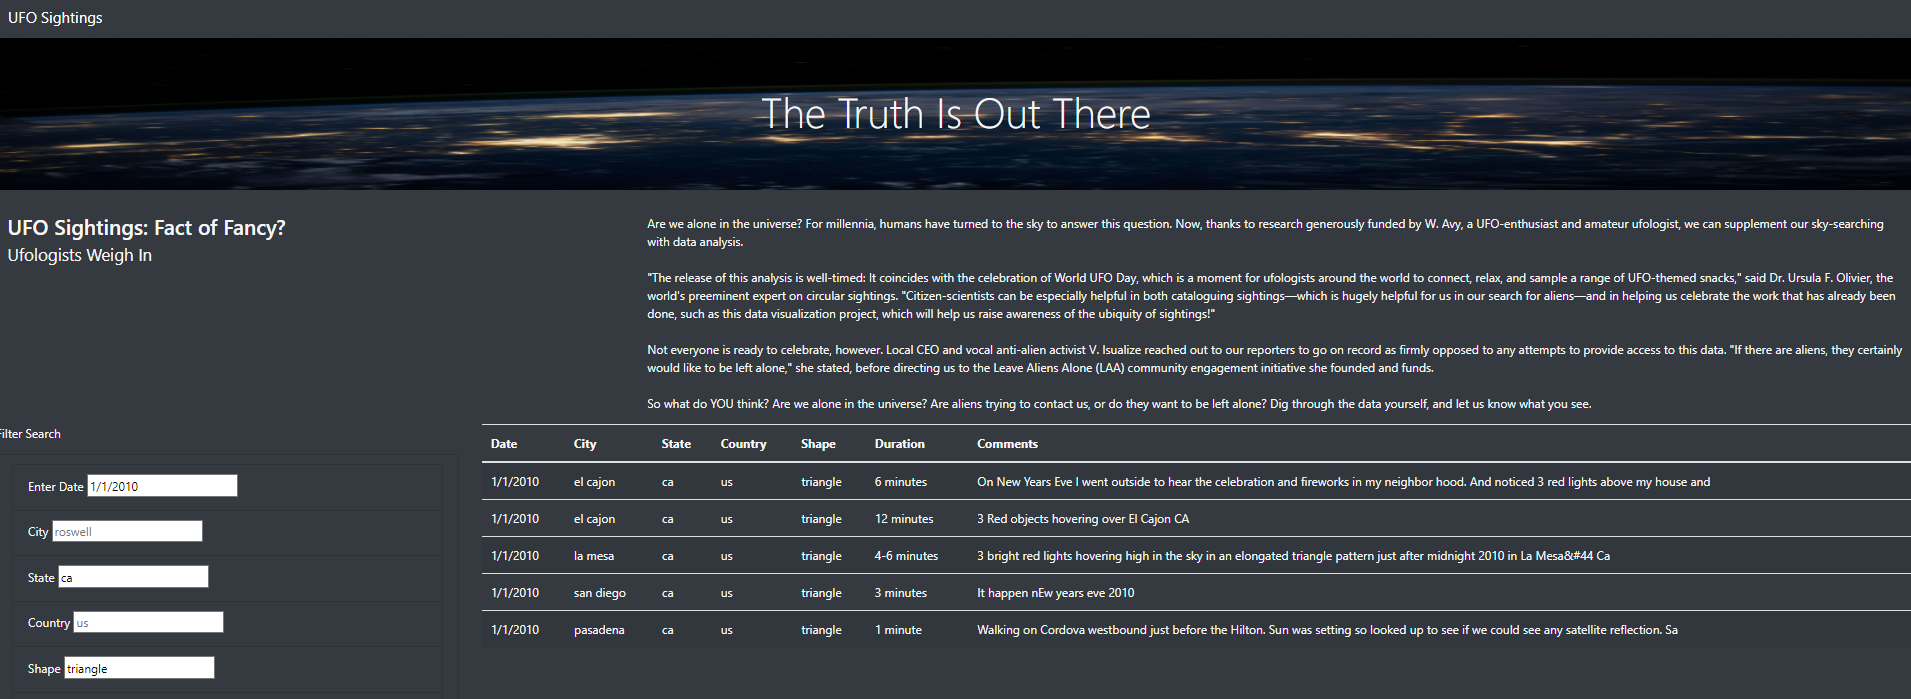 UFO Sightings
The Truth Is Out There
UFO Sightings: Fact of Fancy?
Ufologists Weigh In
Are we alone in the universe? For millennia, humans have turned to the sky to answer this question. Now, thanks to research generously funded by W. Avy, a UFO-enthusiast and amateur ufologist, we can supplement our sky-searching
with data analysis.
"The release of this analysis is well-timed: It coincides with the celebration of World UFO Day, which is a moment for ufologists around the world to connect, relax, and sample a range of UFO-themed snacks," said Dr. Ursula F. Olivier, the
world's preeminent expert on circular sightings. "Citizen-scientists can be especially helpful in both cataloguing sightings—which is hugely helpful for us in our search for aliens—and in helping us celebrate the work that has already been
done, such as this data visualization project, which will help us raise awareness of the ubiquity of sightings!"
Not everyone is ready to celebrate, however. Local CEO and vocal anti-alien activist V. Isualize reached out to our reporters to go on record as firmly opposed to any attempts to provide access to this data. "If there are aliens, they certainly
would like to be left alone," she stated, before directing us to the Leave Aliens Alone (LAA) community engagement initiative she founded and funds.
So what do YOU think? Are we alone in the universe? Are aliens trying to contact us, or do they want to be left alone? Dig through the data yourself, and let us know what you see.
ilter Search
Enter Date 1/1/2010
City roswell
State ca
Country us
Shape triangle
Date City State Country Shape Duration Comments
1/1/2010 el cajon ca us triangle 6 minutes On New Years Eve I went outside to hear the celebration and fireworks in my neighbor hood. And noticed 3 red lights above my house and
1/1/2010 el cajon ca us triangle 12 minutes 3 Red objects hovering over El Cajon CA
1/1/2010 la mesa ca us triangle 4-6 minutes 3 bright red lights hovering high in the sky in an elongated triangle pattern just after midnight 2010 in La Mesa&#44 Ca
1/1/2010 san diego ca us triangle 3 minutes It happen nEw years eve 2010
1/1/2010 pasadena ca us triangle 1 minute Walking on Cordova westbound just before the Hilton. Sun was setting so looked up to see if we could see any satellite reflection. Sa